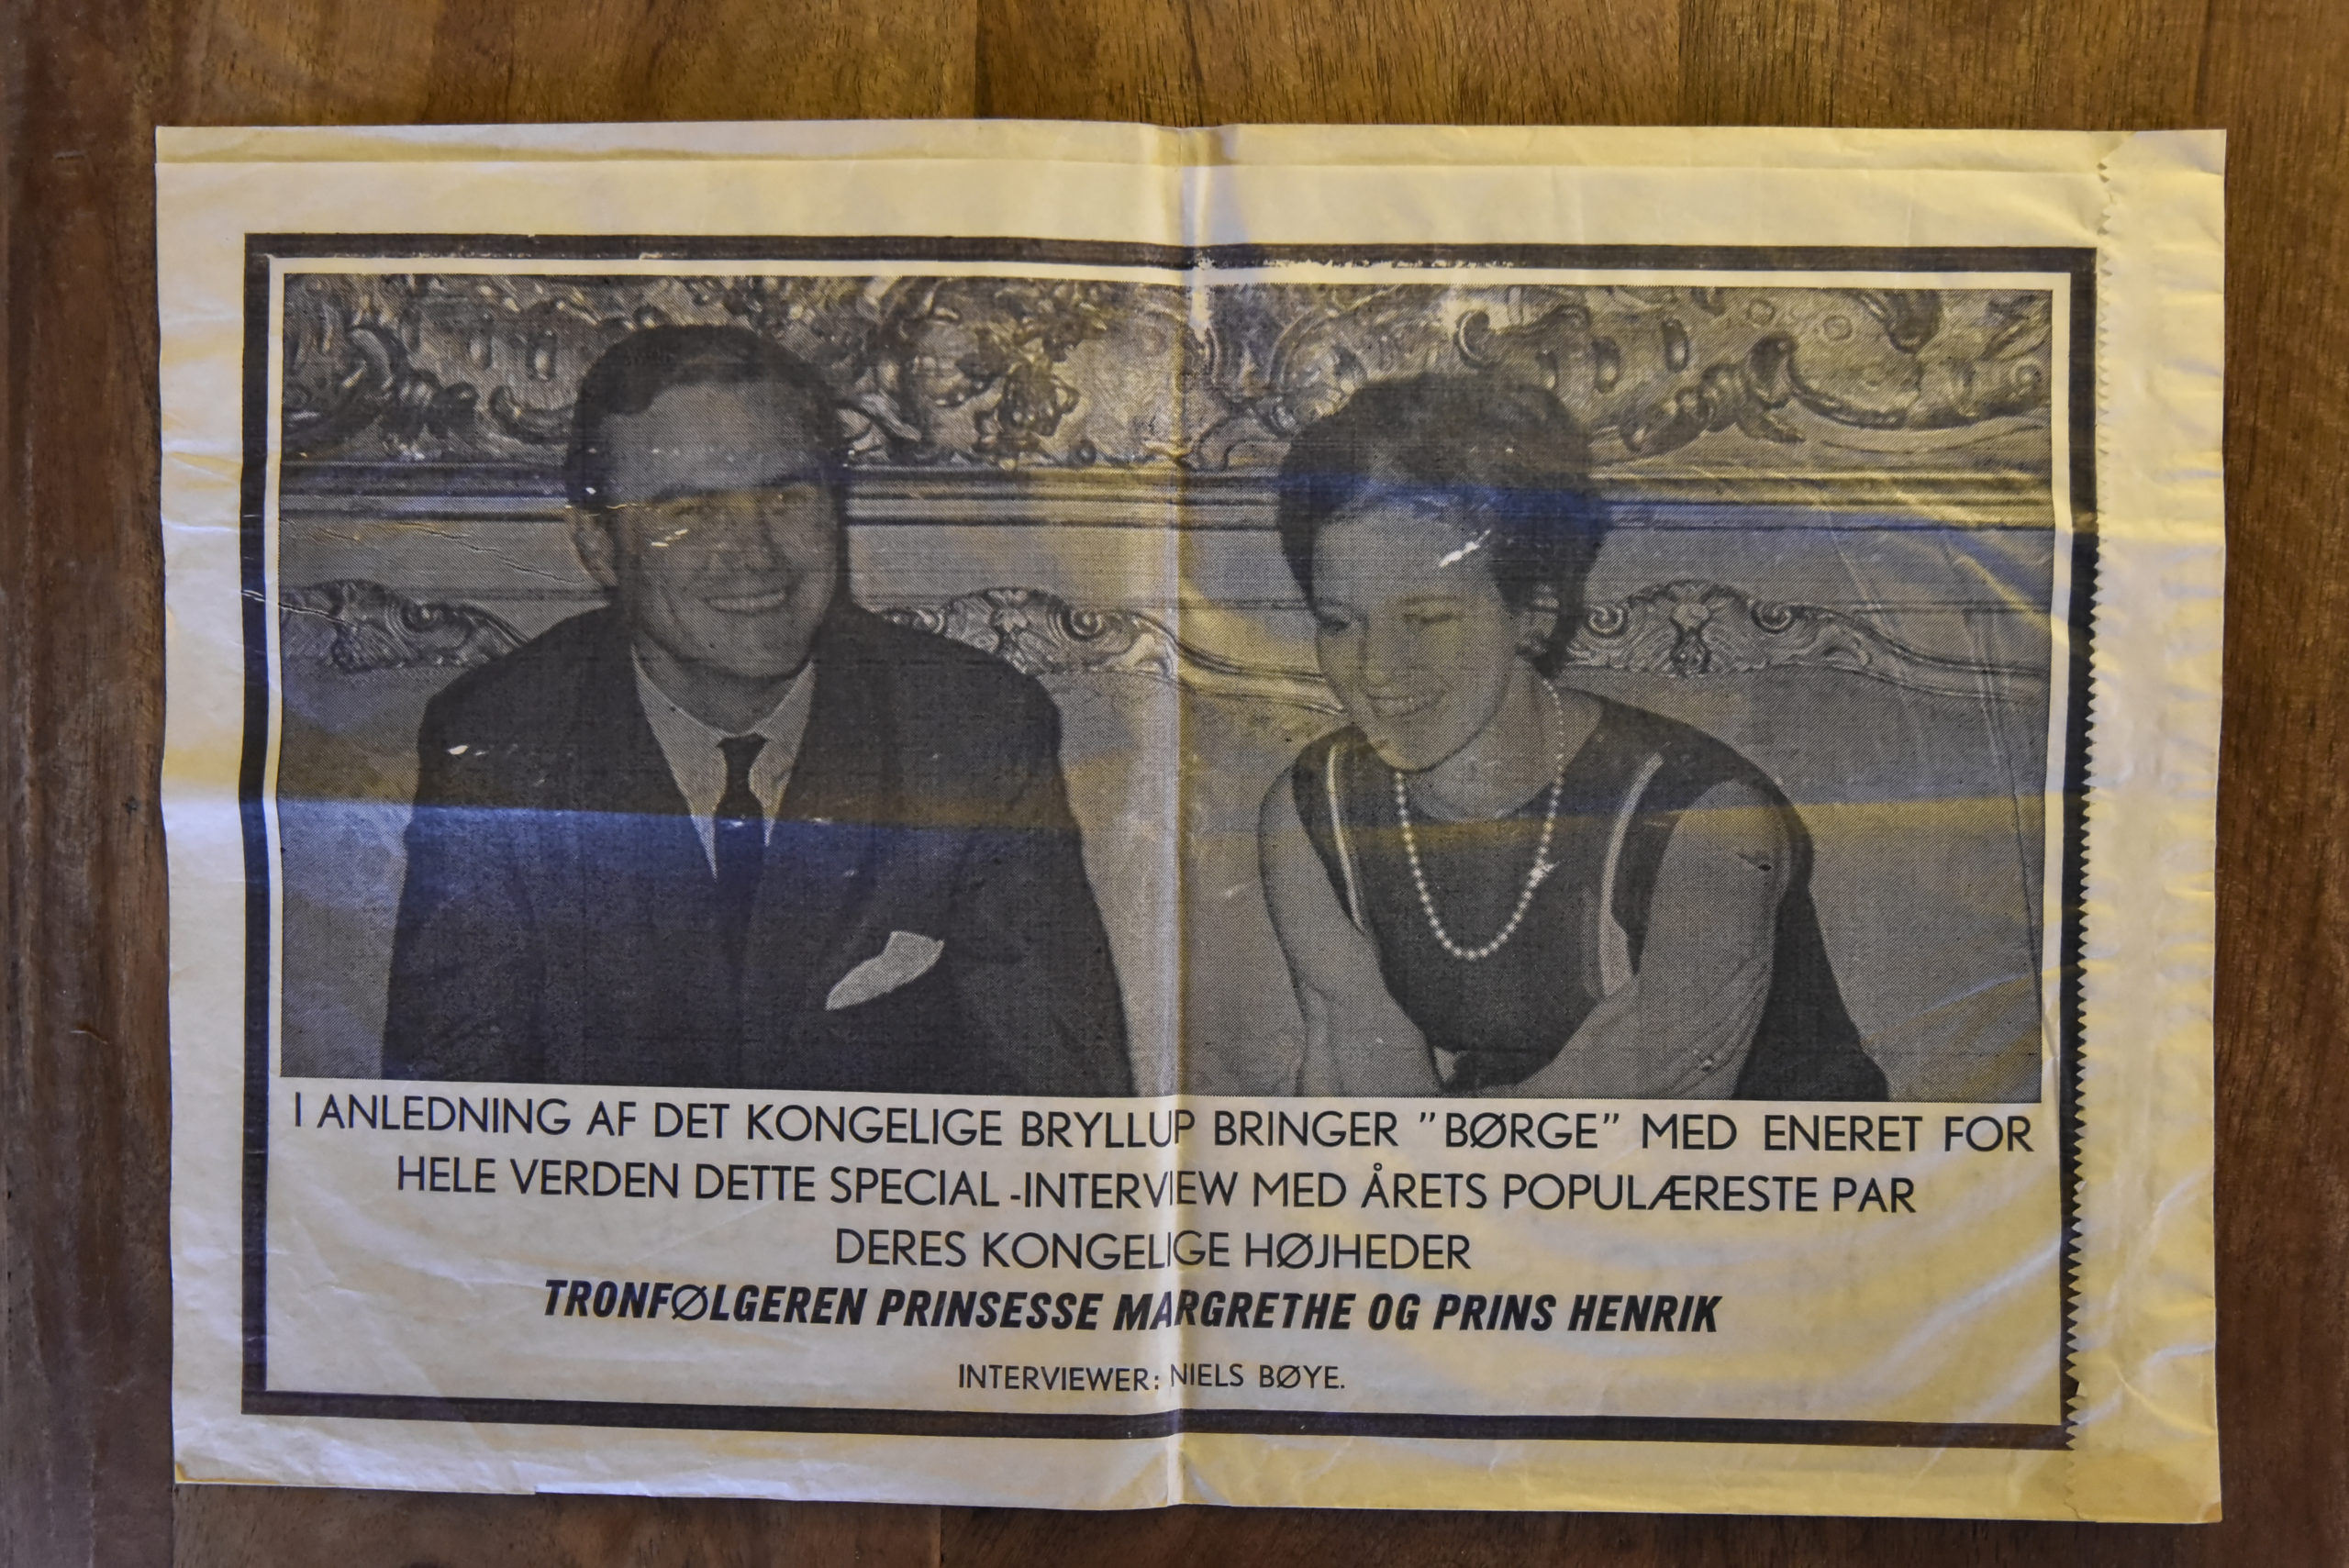 I ANLEDNING AF DET KONGELIGE BRYLLUP BRINGER "BØRGE" MED ENERET FOR
HELE VERDEN DETTE SPECIAL-INTERVIEW MED ÅRETS POPULÆRESTE PAR
DERES KONGELIGE HØJHEDER
TRONFØLGEREN PRINSESSE MARGRETHE OG PRINS HENRIK
INTERVIEWER: NIELS BØYE.